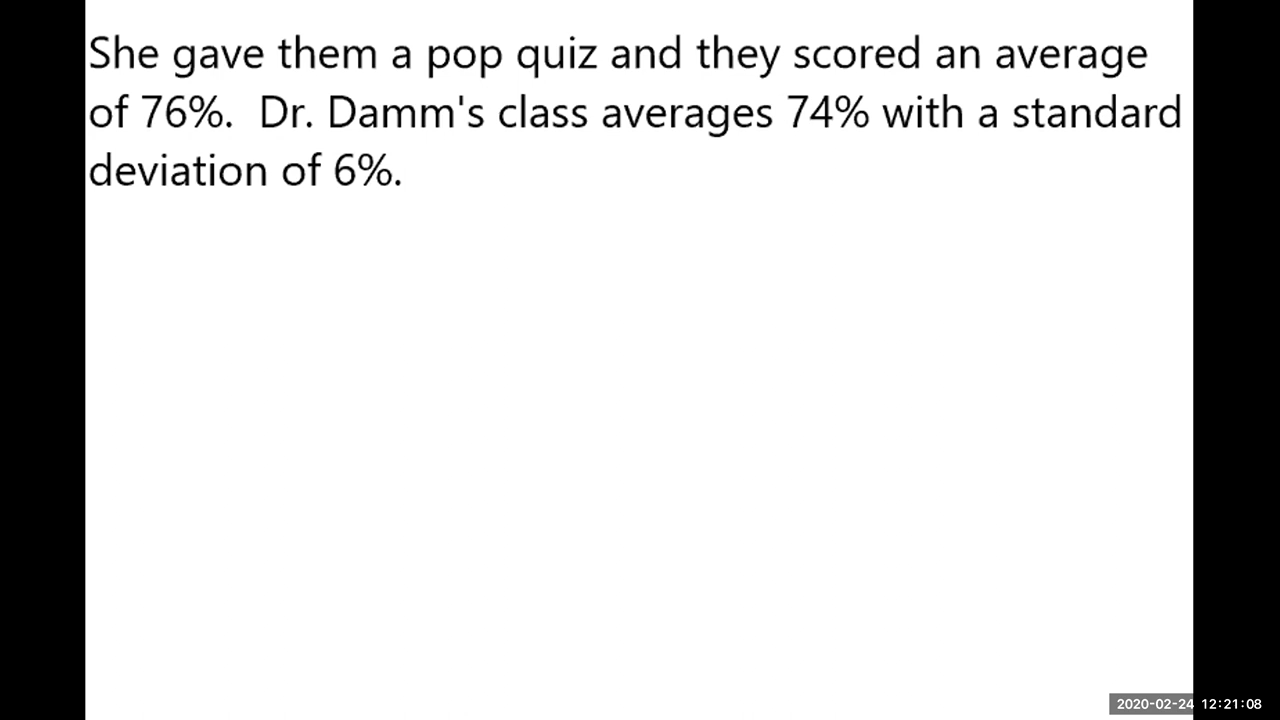 She gave them a pop quiz and they scored an average
of 76%.  Dr. Damm's class averages 74% with a standard
deviation of 6%.
2020-02-24 12:21:08